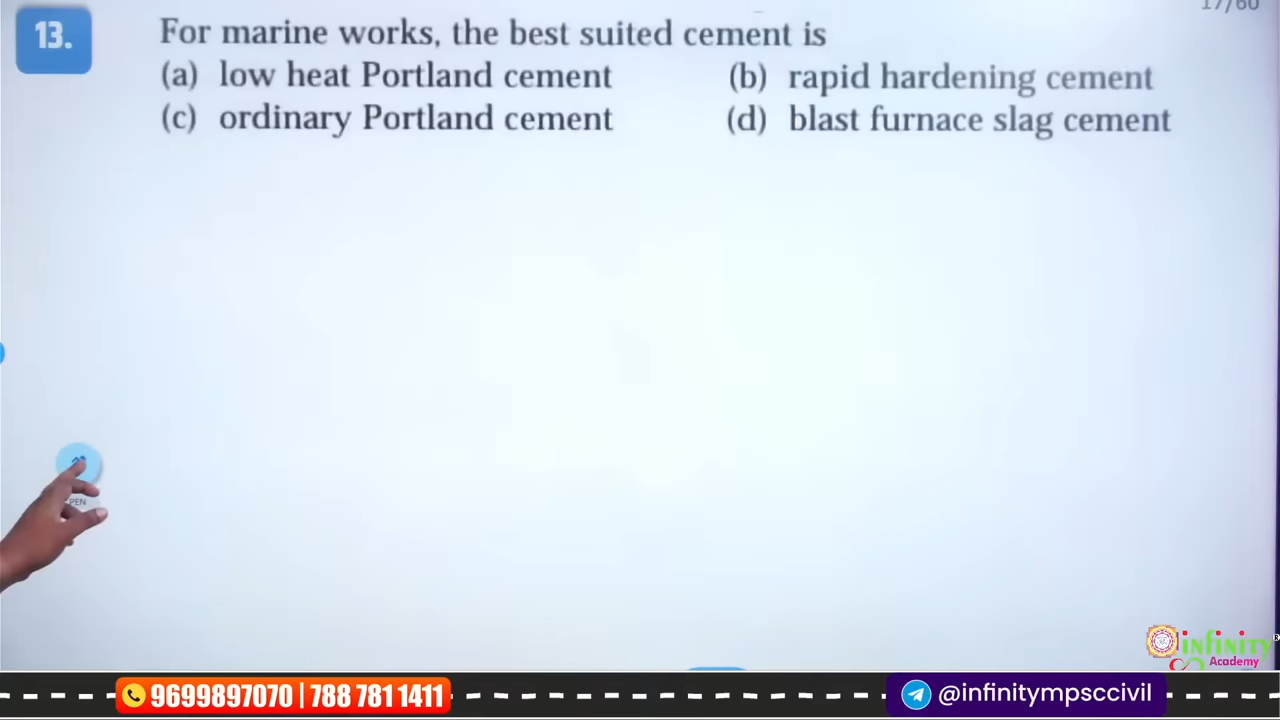 17/60
13.
For marine works, the best suited cement is
(a) low heat Portland cement (b) rapid hardening cement
(c) ordinary Portland cement (d) blast furnace slag cement
PEN
infinity
Academy
9699897070 | 788 781 1411
@infinitympsccivil